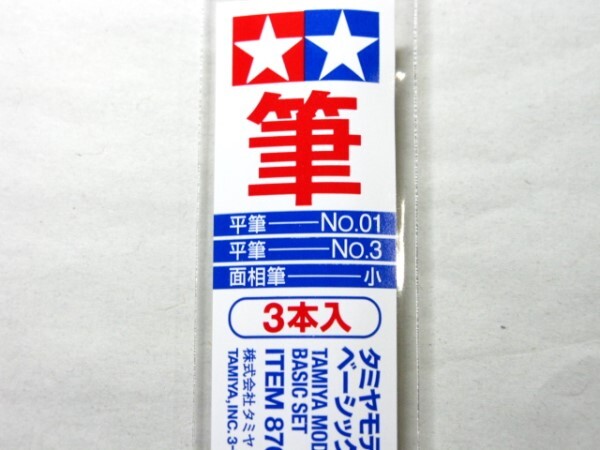 筆
平筆——No.01
平筆——No.3
面相筆——小
3本入
タミヤモデ
ベーシック
TAMIYA MOD
BASIC SET
ITEM 870
株式会社タミヤ
TAMIYA, INC. 3-